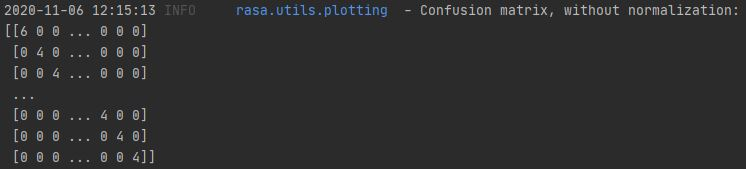 2020-11-06 12:15:13 INFO     rasa.utils.plotting  - Confusion matrix, without normalization:
[[6 0 0 ... 0 0 0]
 [0 4 0 ... 0 0 0]
 [0 0 4 ... 0 0 0]
 ...
 [0 0 0 ... 4 0 0]
 [0 0 0 ... 0 4 0]
 [0 0 0 ... 0 0 4]]